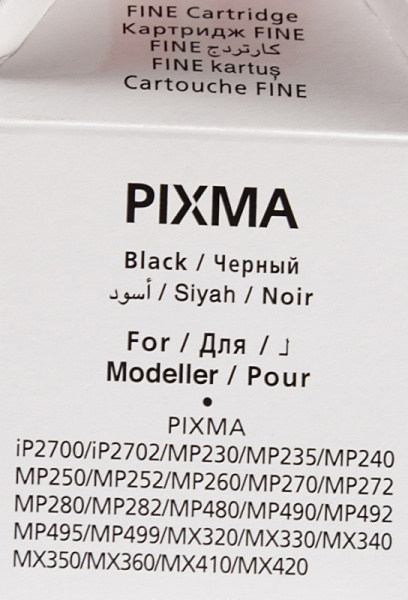 FINE Cartridge
Картридж FINE
كارتردج FINE
FINE kartuş
Cartouche FINE
PIXMA
Black / Черный
أسود / Siyah / Noir
For / Для / لـ
Modeller / Pour
•
PIXMA
iP2700/iP2702/MP230/MP235/MP240
MP250/MP252/MP260/MP270/MP272
MP280/MP282/MP480/MP490/MP492
MP495/MP499/MX320/MX330/MX340
MX350/MX360/MX410/MX420